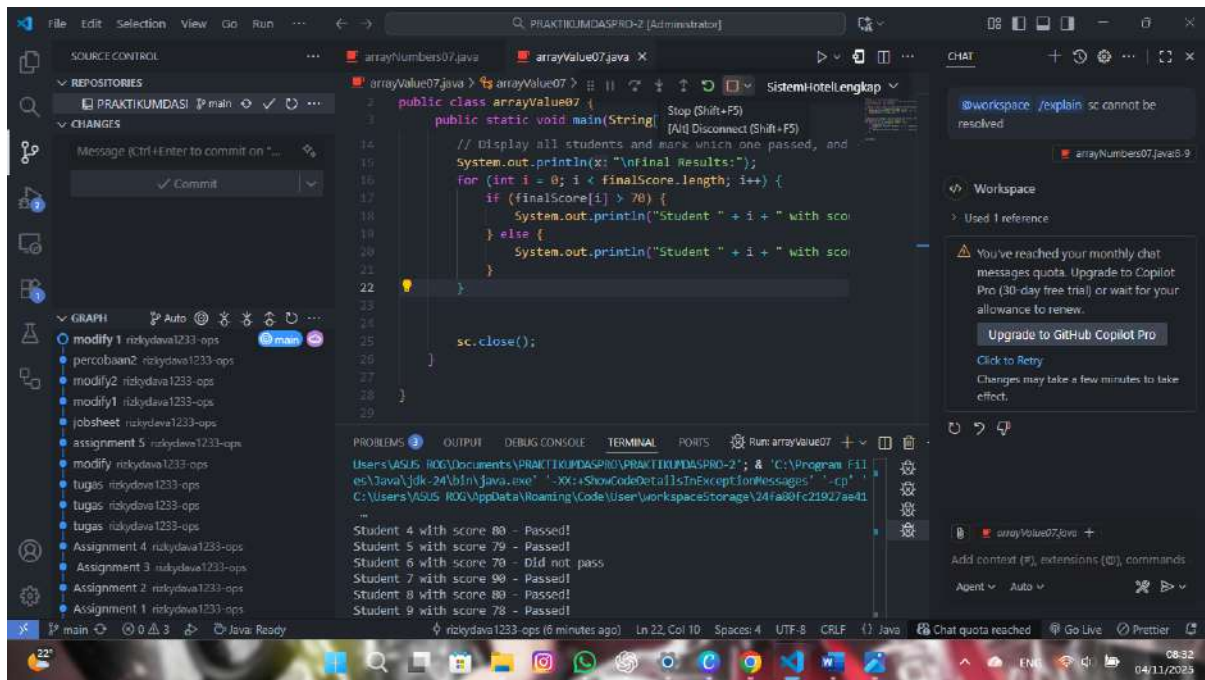 File Edit Selection View Go Run ···
PRAKTIKUMDASPRO-2 [Administrator]
SOURCE CONTROL
REPOSITORIES
PRAKTIKUMDASI main
CHANGES
Message (Ctrl+Enter to commit on "...
Commit
GRAPH Auto
modify 1 rizkydava1233-ops main
percobaan2 rizkydava1233-ops
modify2 rizkydava1233-ops
modify1 rizkydava1233-ops
jobsheet rizkydava1233-ops
assignment 5 rizkydava1233-ops
modify rizkydava1233-ops
tugas rizkydava1233-ops
tugas rizkydava1233-ops
tugas rizkydava1233-ops
Assignment 4 rizkydava1233-ops
Assignment 3 rizkydava1233-ops
Assignment 2 rizkydava1233-ops
Assignment 1 rizkydava1233-ops
arrayNumbers07.java arrayValue07.java
arrayValue07.java > arrayValue07 >
SistemHotelLengkap
Stop (Shift+F5)
[Alt] Disconnect (Shift+F5)
2 public class arrayValue07 {
3 public static void main(String[
14 // Display all students and mark which one passed, and
15 System.out.println(x: "\nFinal Results:");
16 for (int i = 0; i < finalScore.length; i++) {
17 if (finalScore[i] > 70) {
18 System.out.println("Student " + i + " with sco
19 } else {
20 System.out.println("Student " + i + " with sco
21 }
22 }
23
24
25 sc.close();
26 }
27
28 }
29
PROBLEMS 3 OUTPUT DEBUG CONSOLE TERMINAL PORTS Run: arrayValue07
Users\ASUS ROG\Documents\PRAKTIKUMDASPRO\PRAKTIKUMDASPRO-2'; & 'C:\Program Fil
es\Java\jdk-24\bin\java.exe' '-XX:+ShowCodeDetailsInExceptionMessages' '-cp' '
C:\Users\ASUS ROG\AppData\Roaming\Code\User\workspaceStorage\24fa80fc21927ae41
…
Student 4 with score 80 - Passed!
Student 5 with score 79 - Passed!
Student 6 with score 70 - Did not pass
Student 7 with score 90 - Passed!
Student 8 with score 80 - Passed!
Student 9 with score 78 - Passed!
CHAT
@workspace /explain sc cannot be
resolved
arrayNumbers07.java:8-9
Workspace
Used 1 reference
You've reached your monthly chat
messages quota. Upgrade to Copilot
Pro (30-day free trial) or wait for your
allowance to renew.
Upgrade to GitHub Copilot Pro
Click to Retry
Changes may take a few minutes to take
effect.
arrayValue07.java
Add context (#), extensions (@), commands
Agent Auto
main 0 3 Java: Ready rizkydava1233-ops (6 minutes ago) Ln 22, Col 10 Spaces: 4 UTF-8 CRLF {} Java Chat quota reached Go Live Prettier
22°
ENG
08:32
04/11/2025